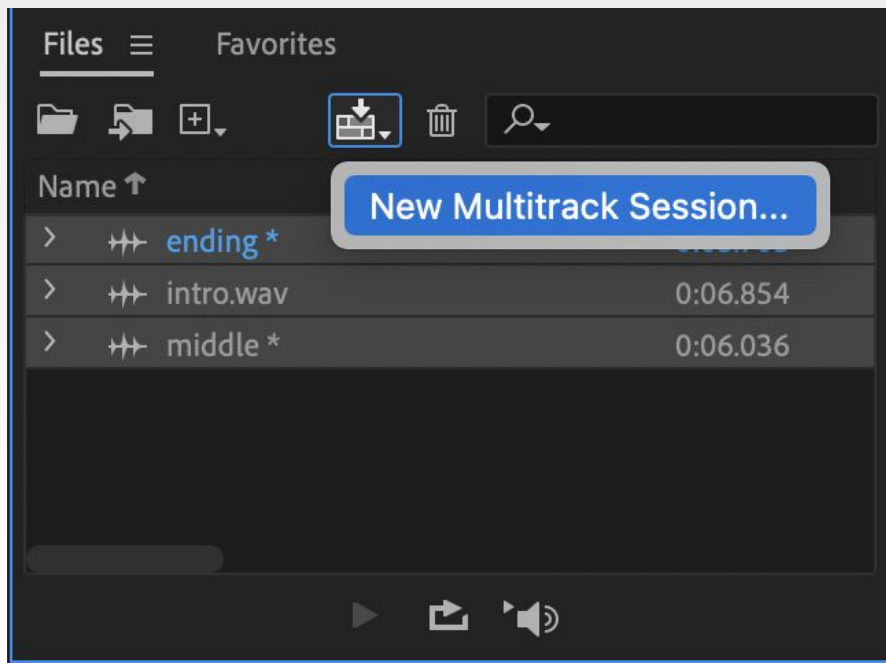 Files Favorites
Name
New Multitrack Session...
ending *
intro.wav 0:06.854
middle * 0:06.036